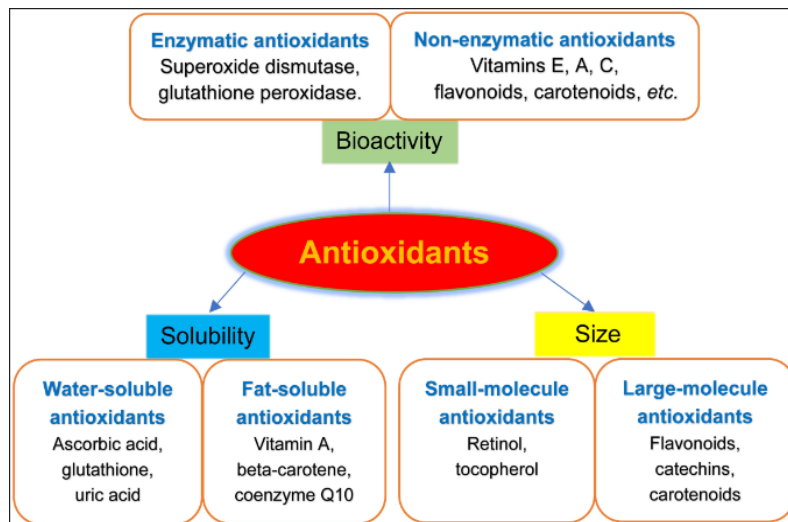 Enzymatic antioxidants
Superoxide dismutase,
glutathione peroxidase.
Non-enzymatic antioxidants
Vitamins E, A, C,
flavonoids, carotenoids, etc.
Bioactivity
Antioxidants
Solubility
Size
Water-soluble
antioxidants
Ascorbic acid,
glutathione,
uric acid
Fat-soluble
antioxidants
Vitamin A,
beta-carotene,
coenzyme Q10
Small-molecule
antioxidants
Retinol,
tocopherol
Large-molecule
antioxidants
Flavonoids,
catechins,
carotenoids